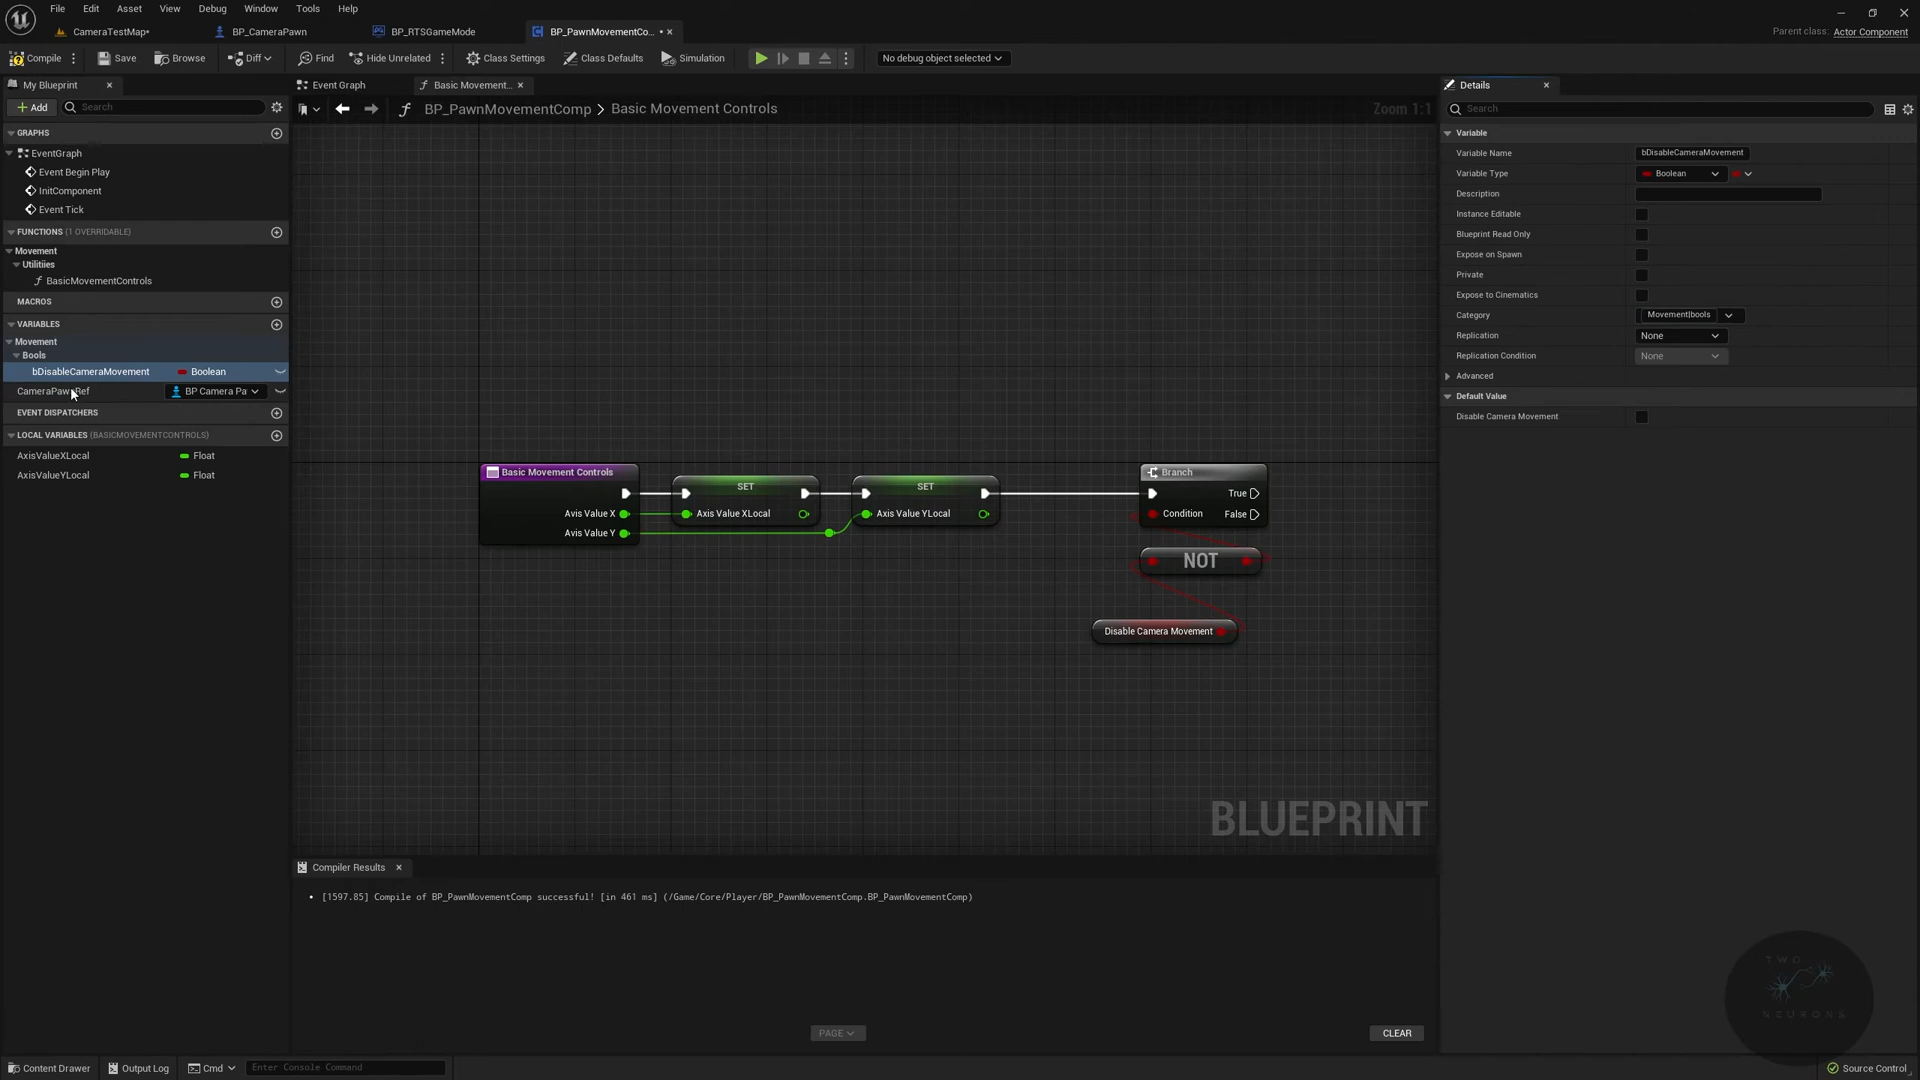 File Edit Asset View Debug Window Tools Help
CameraTestMap* BP_CameraPawn BP_RTSGameMode BP_PawnMovementCo...
Parent class: Actor Component
Compile Save Browse Diff Find Hide Unrelated Class Settings Class Defaults Simulation No debug object selected
My Blueprint
Event Graph Basic Movement...
Details
Add Search
BP_PawnMovementComp > Basic Movement Controls Zoom 1:1
Search
GRAPHS
EventGraph
Event Begin Play
InitComponent
Event Tick
FUNCTIONS (1 OVERRIDABLE)
Movement
Utilitiies
BasicMovementControls
MACROS
VARIABLES
Movement
Bools
bDisableCameraMovement Boolean
BP Camera Pa
EVENT DISPATCHERS
LOCAL VARIABLES (BASICMOVEMENTCONTROLS)
AxisValueXLocal Float
AxisValueYLocal Float
Basic Movement Controls
Avis Value X
Avis Value Y
SET
Axis Value XLocal
SET
Axis Value YLocal
Branch
True
Condition False
NOT
Disable Camera Movement
BLUEPRINT
Variable
Variable Name bDisableCameraMovement
Variable Type Boolean
Description
Instance Editable
Blueprint Read Only
Expose on Spawn
Private
Expose to Cinematics
Category Movement|bools
Replication None
Replication Condition None
Advanced
Default Value
Disable Camera Movement
Compiler Results
[1597.85] Compile of BP_PawnMovementComp successful! [in 461 ms] (/Game/Core/Player/BP_PawnMovementComp.BP_PawnMovementComp)
PAGE
CLEAR
TWO
NEURONS
Content Drawer Output Log Cmd Enter Console Command
Source Control